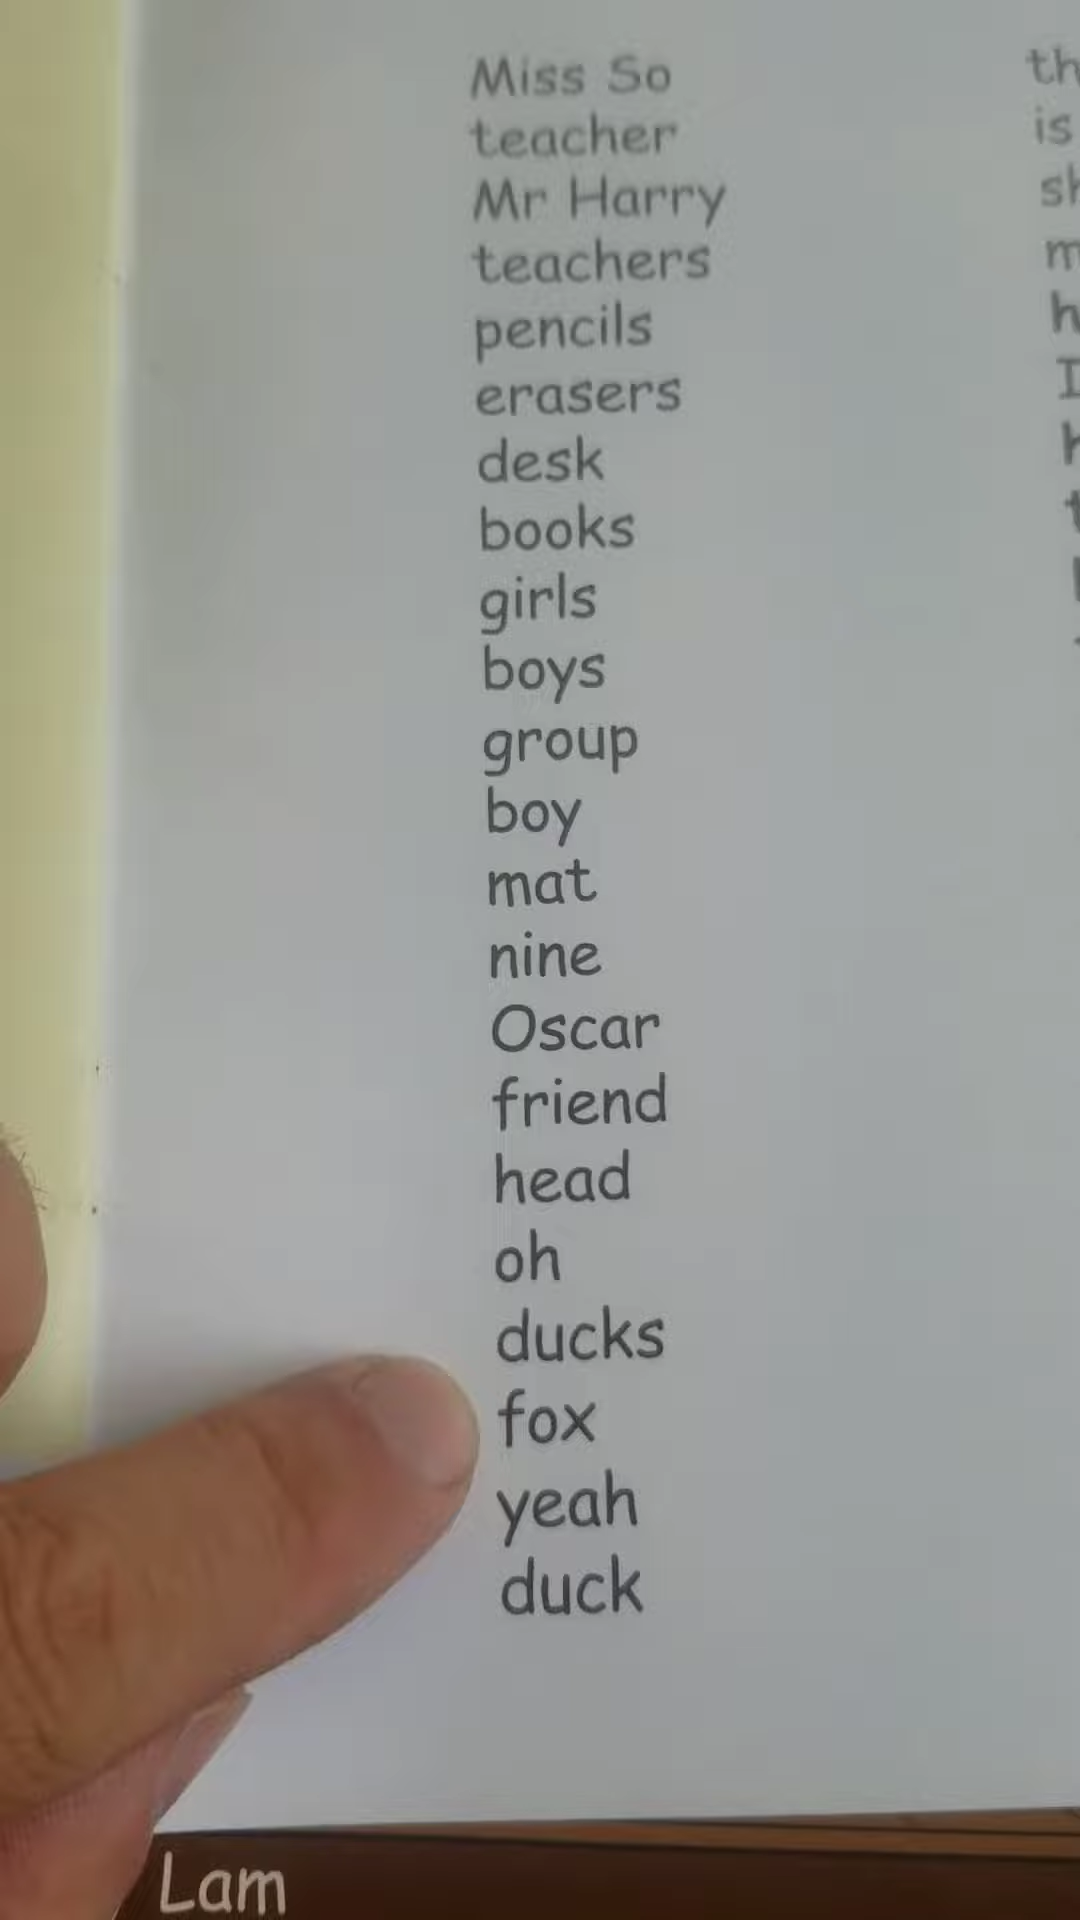 Miss So
teacher
Mr Harry
teachers
pencils
erasers
desk
books
girls
boys
group
boy
mat
nine
Oscar
friend
head
oh
ducks
fox
yeah
duck
is
I
Lam